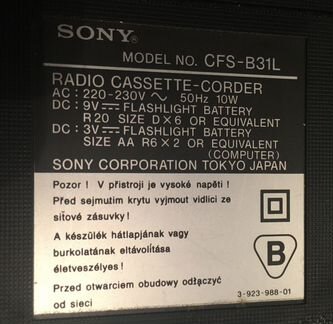 SONY
MODEL NO. CFS-B31L
RADIO CASSETTE-CORDER
AC: 220-230V ∿ 50Hz 10W
DC: 9V ⎓ FLASHLIGHT BATTERY
R20 SIZE D×6 OR EQUIVALENT
DC: 3V ⎓ FLASHLIGHT BATTERY
SIZE AA R6×2 OR EQUIVALENT
(COMPUTER)
SONY CORPORATION TOKYO JAPAN
Pozor ! V přístroji je vysoké napětí !
Před sejmutím krytu vyjmout vidlici ze
síťové zásuvky !
A készülék hátlapjának vagy
burkolatának eltávolítása
életveszélyes !
Przed otwarciem obudowy odłączyć
od sieci
B
3-923-988-01